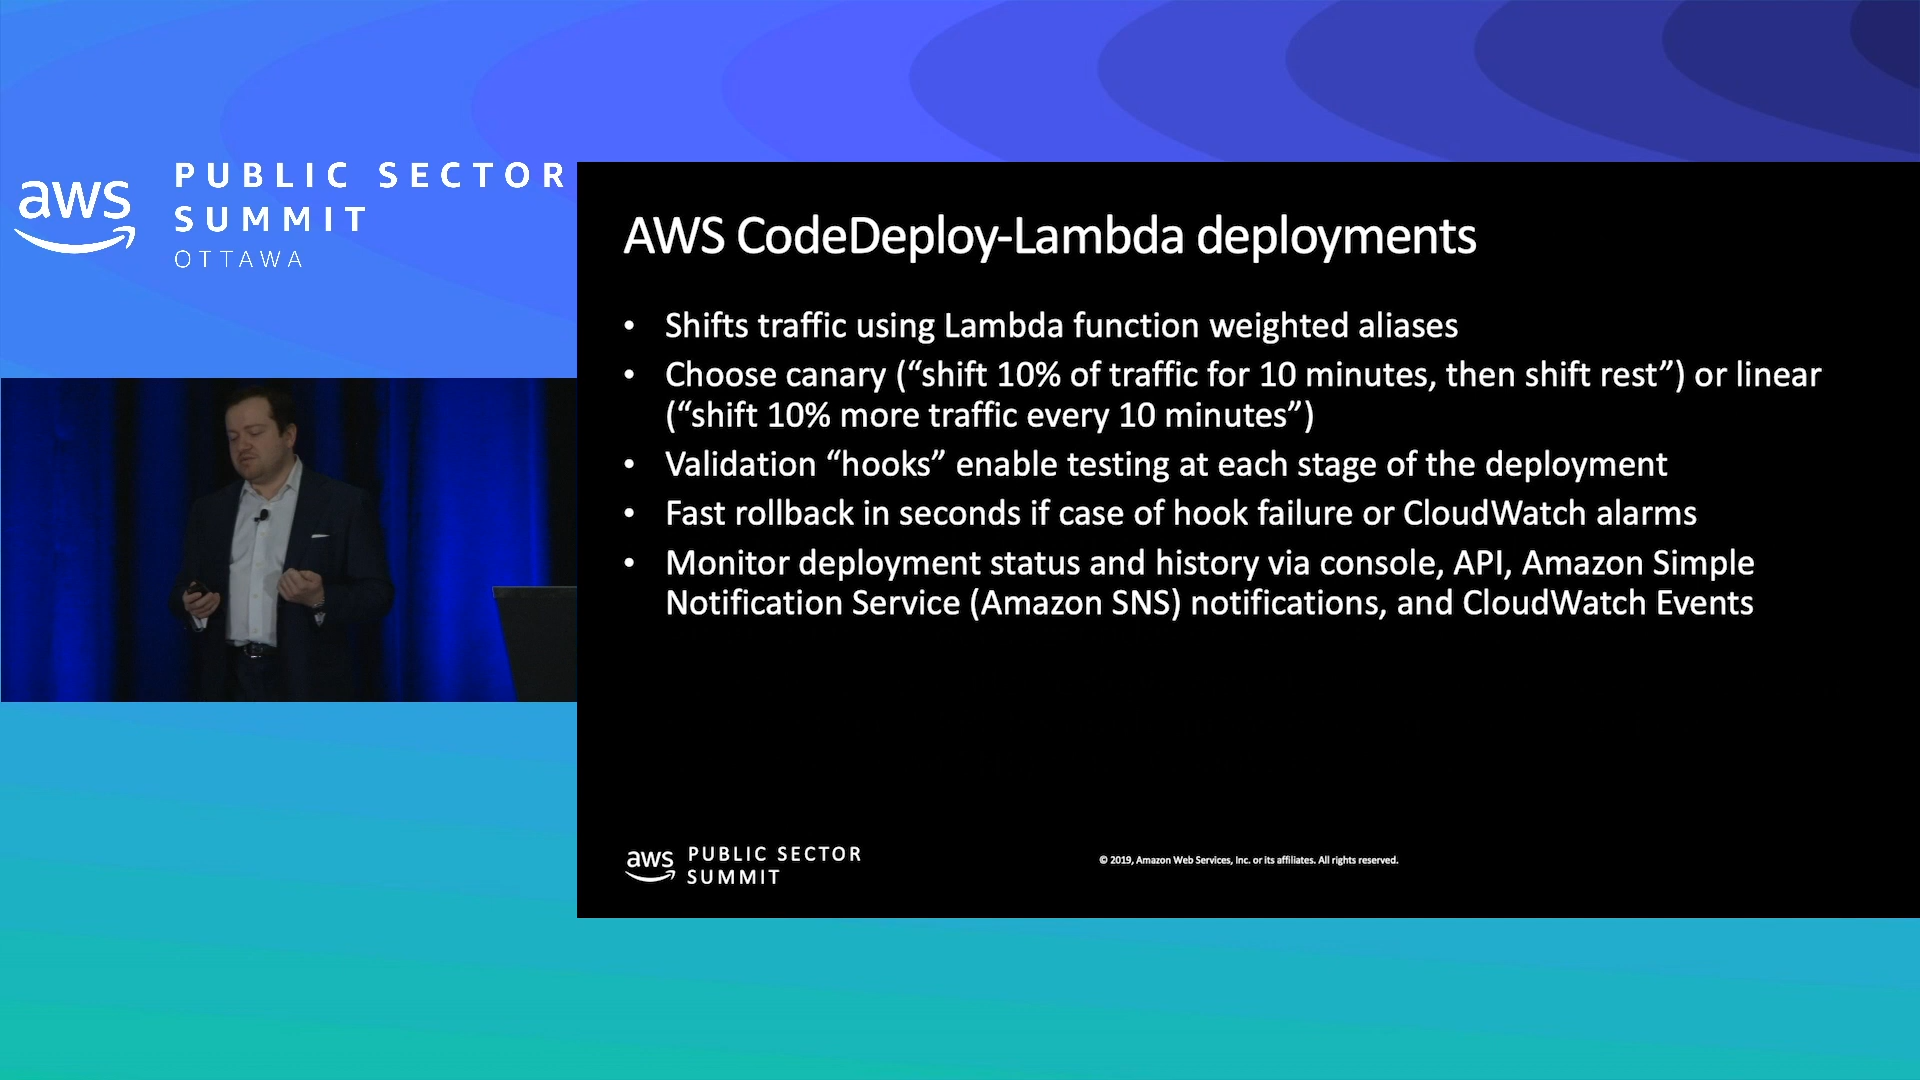 aws
PUBLIC SECTOR
SUMMIT
OTTAWA
AWS CodeDeploy-Lambda deployments
• Shifts traffic using Lambda function weighted aliases
• Choose canary (“shift 10% of traffic for 10 minutes, then shift rest”) or linear
(“shift 10% more traffic every 10 minutes”)
• Validation “hooks” enable testing at each stage of the deployment
• Fast rollback in seconds if case of hook failure or CloudWatch alarms
• Monitor deployment status and history via console, API, Amazon Simple
Notification Service (Amazon SNS) notifications, and CloudWatch Events
aws
PUBLIC SECTOR
SUMMIT
© 2019, Amazon Web Services, Inc. or its affiliates. All rights reserved.